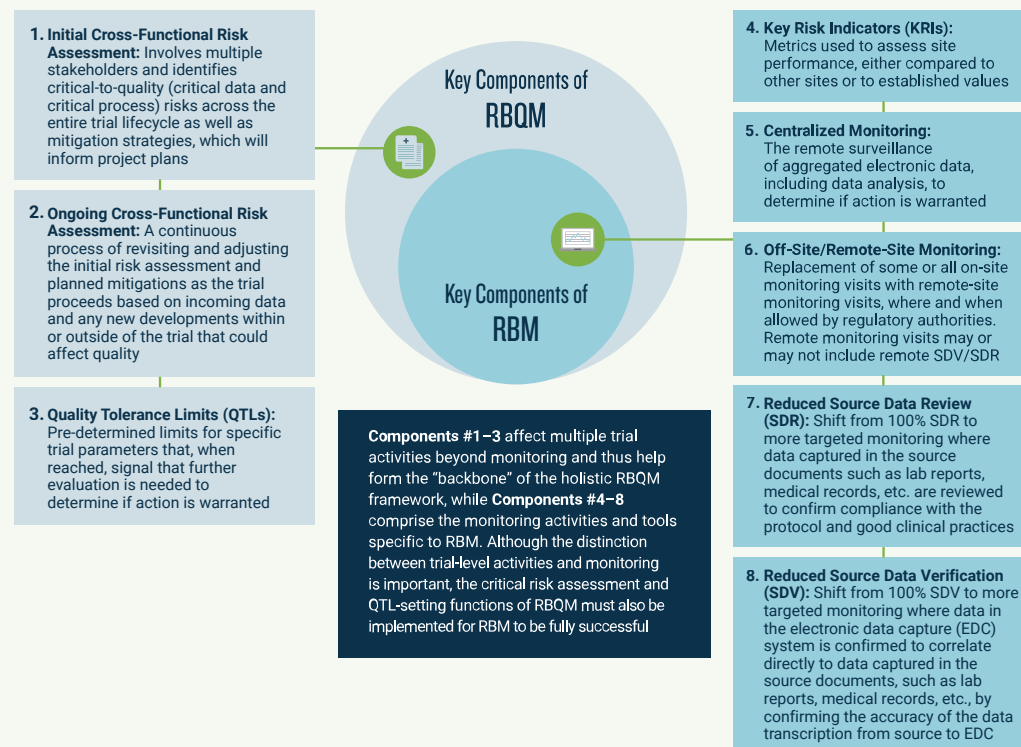 1. Initial Cross-Functional Risk
Assessment: Involves multiple
stakeholders and identifies
critical-to-quality (critical data and
critical process) risks across the
entire trial lifecycle as well as
mitigation strategies, which will
inform project plans
2. Ongoing Cross-Functional Risk
Assessment: A continuous
process of revisiting and adjusting
the initial risk assessment and
planned mitigations as the trial
proceeds based on incoming data
and any new developments within
or outside of the trial that could
affect quality
3. Quality Tolerance Limits (QTLs):
Pre-determined limits for specific
trial parameters that, when
reached, signal that further
evaluation is needed to
determine if action is warranted
Key Components of
RBQM
Key Components of
RBM
Components #1–3 affect multiple trial
activities beyond monitoring and thus help
form the “backbone” of the holistic RBQM
framework, while Components #4–8
comprise the monitoring activities and tools
specific to RBM. Although the distinction
between trial-level activities and monitoring
is important, the critical risk assessment and
QTL-setting functions of RBQM must also be
implemented for RBM to be fully successful
4. Key Risk Indicators (KRIs):
Metrics used to assess site
performance, either compared to
other sites or to established values
5. Centralized Monitoring:
The remote surveillance
of aggregated electronic data,
including data analysis, to
determine if action is warranted
6. Off-Site/Remote-Site Monitoring:
Replacement of some or all on-site
monitoring visits with remote-site
monitoring visits, where and when
allowed by regulatory authorities.
Remote monitoring visits may or
may not include remote SDV/SDR
7. Reduced Source Data Review
(SDR): Shift from 100% SDR to
more targeted monitoring where
data captured in the source
documents such as lab reports,
medical records, etc. are reviewed
to confirm compliance with the
protocol and good clinical practices
8. Reduced Source Data Verification
(SDV): Shift from 100% SDV to more
targeted monitoring where data in
the electronic data capture (EDC)
system is confirmed to correlate
directly to data captured in the
source documents, such as lab
reports, medical records, etc., by
confirming the accuracy of the data
transcription from source to EDC